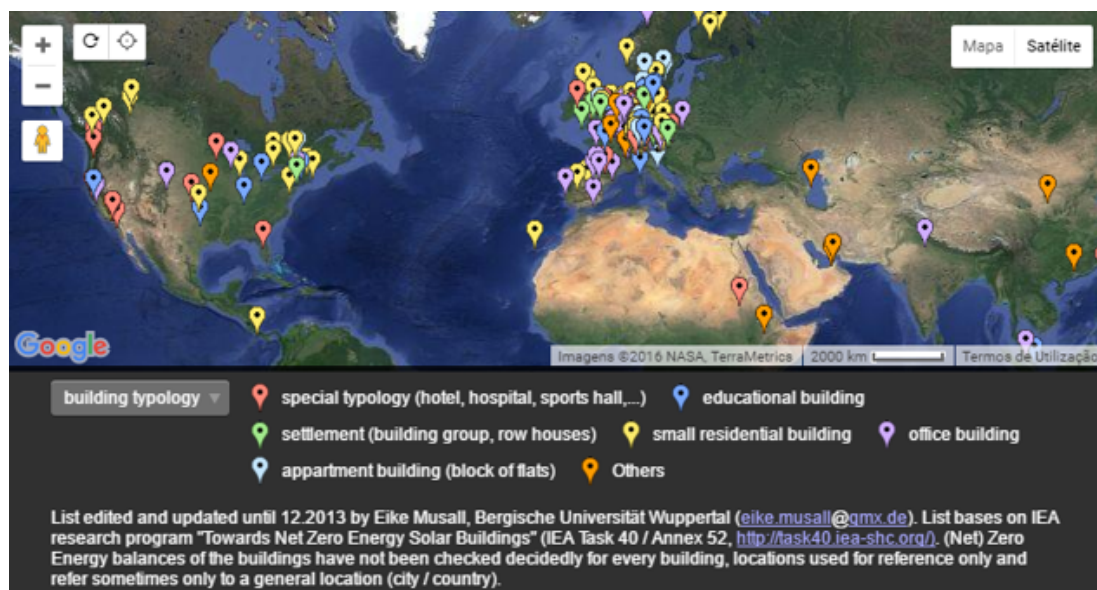 +
−
Mapa Satélite
Google
Imagens ©2016 NASA, TerraMetrics 2000 km Termos de Utilização
building typology
special typology (hotel, hospital, sports hall,...) educational building
settlement (building group, row houses) small residential building office building
appartment building (block of flats) Others
List edited and updated until 12.2013 by Eike Musall, Bergische Universität Wuppertal (eike.musall@gmx.de). List bases on IEA
research program "Towards Net Zero Energy Solar Buildings" (IEA Task 40 / Annex 52, http://task40.iea-shc.org/). (Net) Zero
Energy balances of the buildings have not been checked decidedly for every building, locations used for reference only and
refer sometimes only to a general location (city / country).